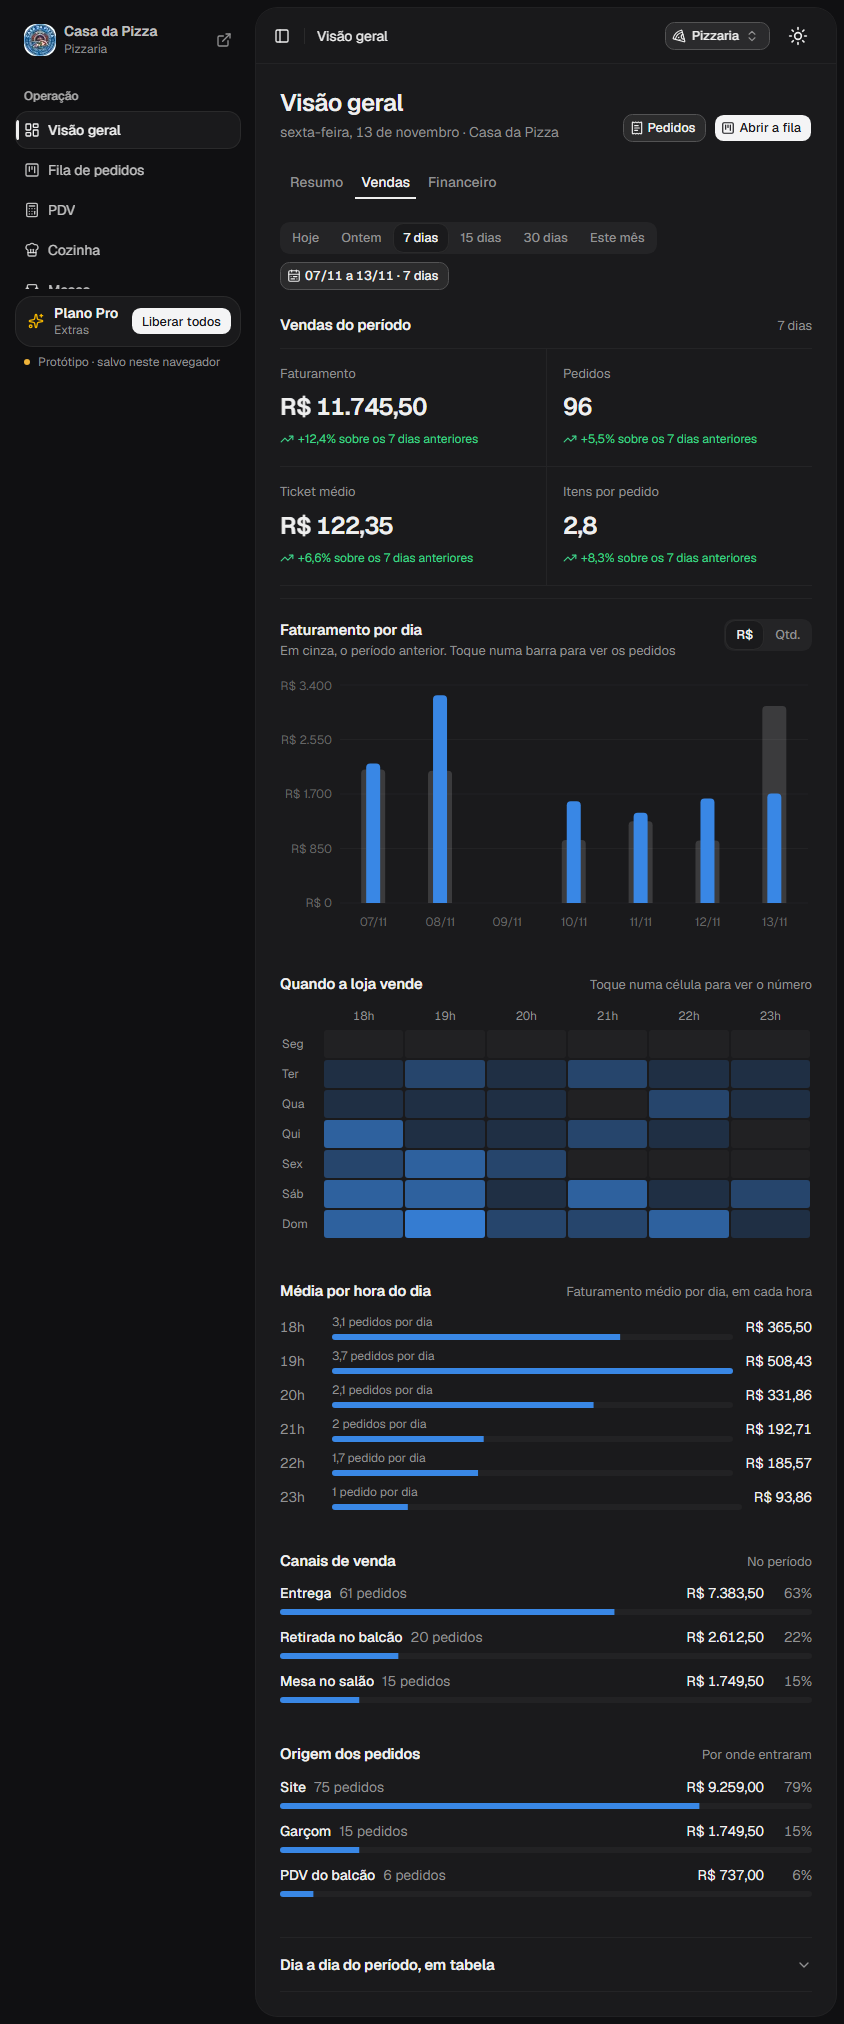 Casa da Pizza
Pizzaria
Operação
Visão geral
Fila de pedidos
PDV
Cozinha
Mesas
Plano Pro
Extras
Liberar todos
Protótipo · salvo neste navegador
Visão geral
Pizzaria
Visão geral
sexta-feira, 13 de novembro · Casa da Pizza
Pedidos
Abrir a fila
Resumo Vendas Financeiro
Hoje Ontem 7 dias 15 dias 30 dias Este mês
07/11 a 13/11 · 7 dias
Vendas do período 7 dias
Faturamento
R$ 11.745,50
+12,4% sobre os 7 dias anteriores
Pedidos
96
+5,5% sobre os 7 dias anteriores
Ticket médio
R$ 122,35
+6,6% sobre os 7 dias anteriores
Itens por pedido
2,8
+8,3% sobre os 7 dias anteriores
Faturamento por dia
Em cinza, o período anterior. Toque numa barra para ver os pedidos
R$ Qtd.
R$ 3.400
R$ 2.550
R$ 1.700
R$ 850
R$ 0
07/11 08/11 09/11 10/11 11/11 12/11 13/11
Quando a loja vende Toque numa célula para ver o número
18h 19h 20h 21h 22h 23h
Seg
Ter
Qua
Qui
Sex
Sáb
Dom
Média por hora do dia Faturamento médio por dia, em cada hora
18h 3,1 pedidos por dia R$ 365,50
19h 3,7 pedidos por dia R$ 508,43
20h 2,1 pedidos por dia R$ 331,86
21h 2 pedidos por dia R$ 192,71
22h 1,7 pedido por dia R$ 185,57
23h 1 pedido por dia R$ 93,86
Canais de venda No período
Entrega 61 pedidos R$ 7.383,50 63%
Retirada no balcão 20 pedidos R$ 2.612,50 22%
Mesa no salão 15 pedidos R$ 1.749,50 15%
Origem dos pedidos Por onde entraram
Site 75 pedidos R$ 9.259,00 79%
Garçom 15 pedidos R$ 1.749,50 15%
PDV do balcão 6 pedidos R$ 737,00 6%
Dia a dia do período, em tabela